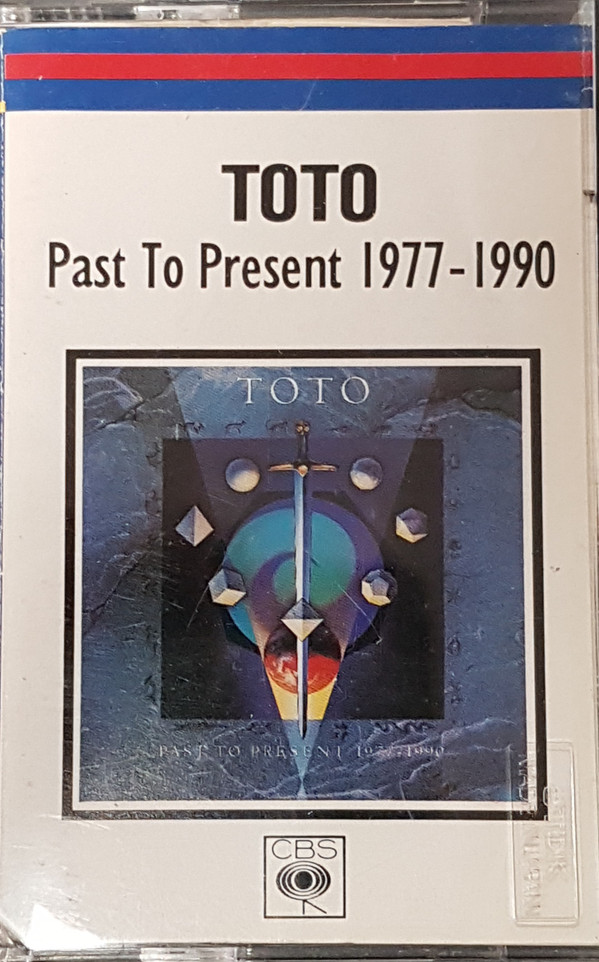 TOTO
Past To Present 1977-1990
TOTO
PAST TO PRESENT 1977-1990
CBS